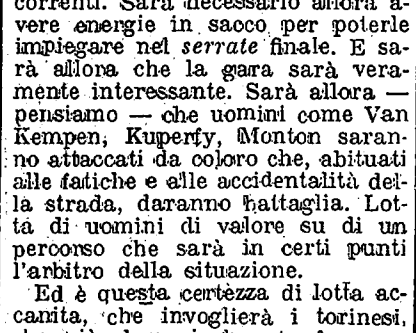 correnti. Sarà necessario allora a-
vere energie in sacco per poterle
impiegare nel serrate finale. E sa-
rà allora che la gara sarà vera-
mente interessante. Sarà allora —
pensiamo — che uomini come Van
Kempen, Kuperfy, Monton saran-
no attaccati da coloro che, abituati
alle fatiche e alle accidentalità del-
la strada, daranno battaglia. Lot-
ta di uomini di valore su di un
percorso che sarà in certi punti
l'arbitro della situazione.
Ed è questa certezza di lotta ac-
canita, che invoglierà i torinesi,